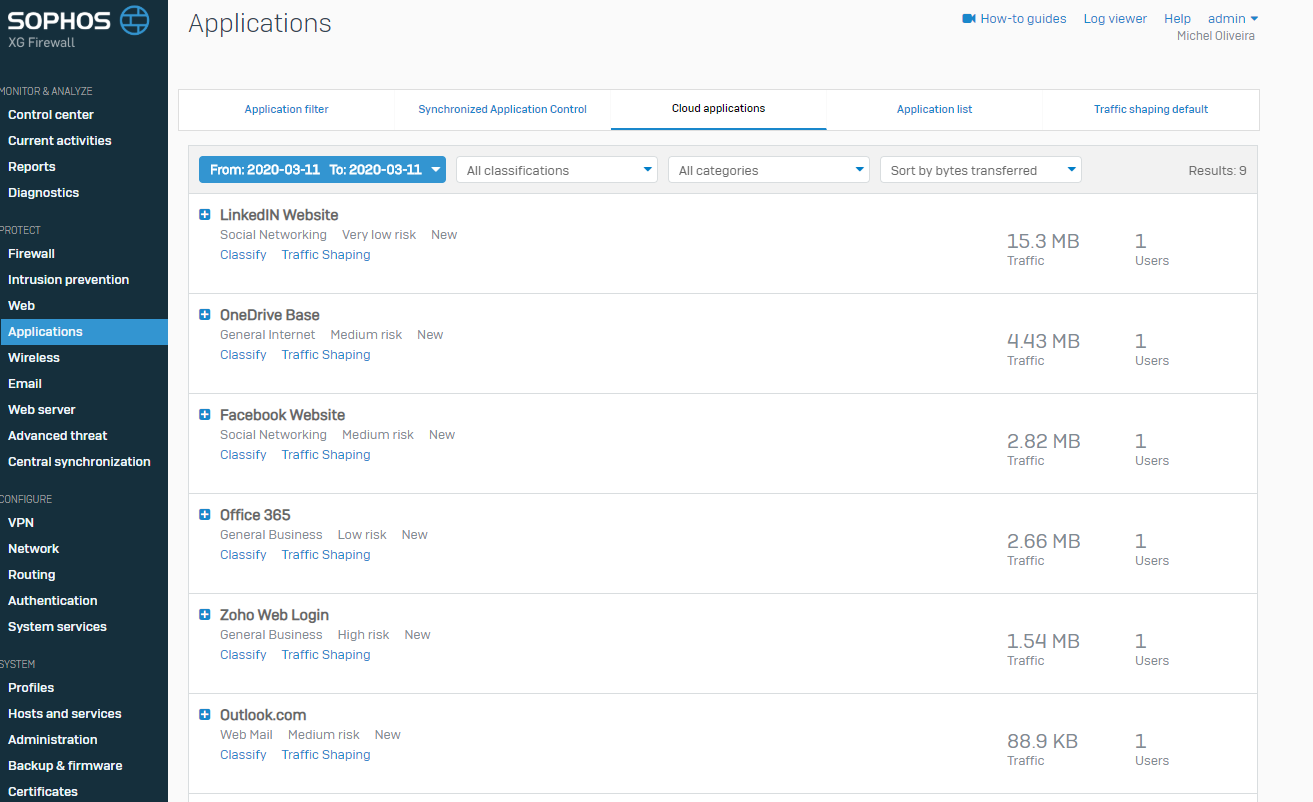 SOPHOS
XG Firewall
MONITOR & ANALYZE
Control center
Current activities
Reports
Diagnostics
PROTECT
Firewall
Intrusion prevention
Web
Applications
Wireless
Email
Web server
Advanced threat
Central synchronization
CONFIGURE
VPN
Network
Routing
Authentication
System services
SYSTEM
Profiles
Hosts and services
Administration
Backup & firmware
Certificates
Applications
How-to guides Log viewer Help admin
Michel Oliveira
Application filter Synchronized Application Control Cloud applications Application list Traffic shaping default
From: 2020-03-11 To: 2020-03-11 All classifications All categories Sort by bytes transferred Results: 9
LinkedIN Website
Social Networking Very low risk New
Classify Traffic Shaping
15.3 MB 1
Traffic Users
OneDrive Base
General Internet Medium risk New
Classify Traffic Shaping
4.43 MB 1
Traffic Users
Facebook Website
Social Networking Medium risk New
Classify Traffic Shaping
2.82 MB 1
Traffic Users
Office 365
General Business Low risk New
Classify Traffic Shaping
2.66 MB 1
Traffic Users
Zoho Web Login
General Business High risk New
Classify Traffic Shaping
1.54 MB 1
Traffic Users
Outlook.com
Web Mail Medium risk New
Classify Traffic Shaping
88.9 KB 1
Traffic Users